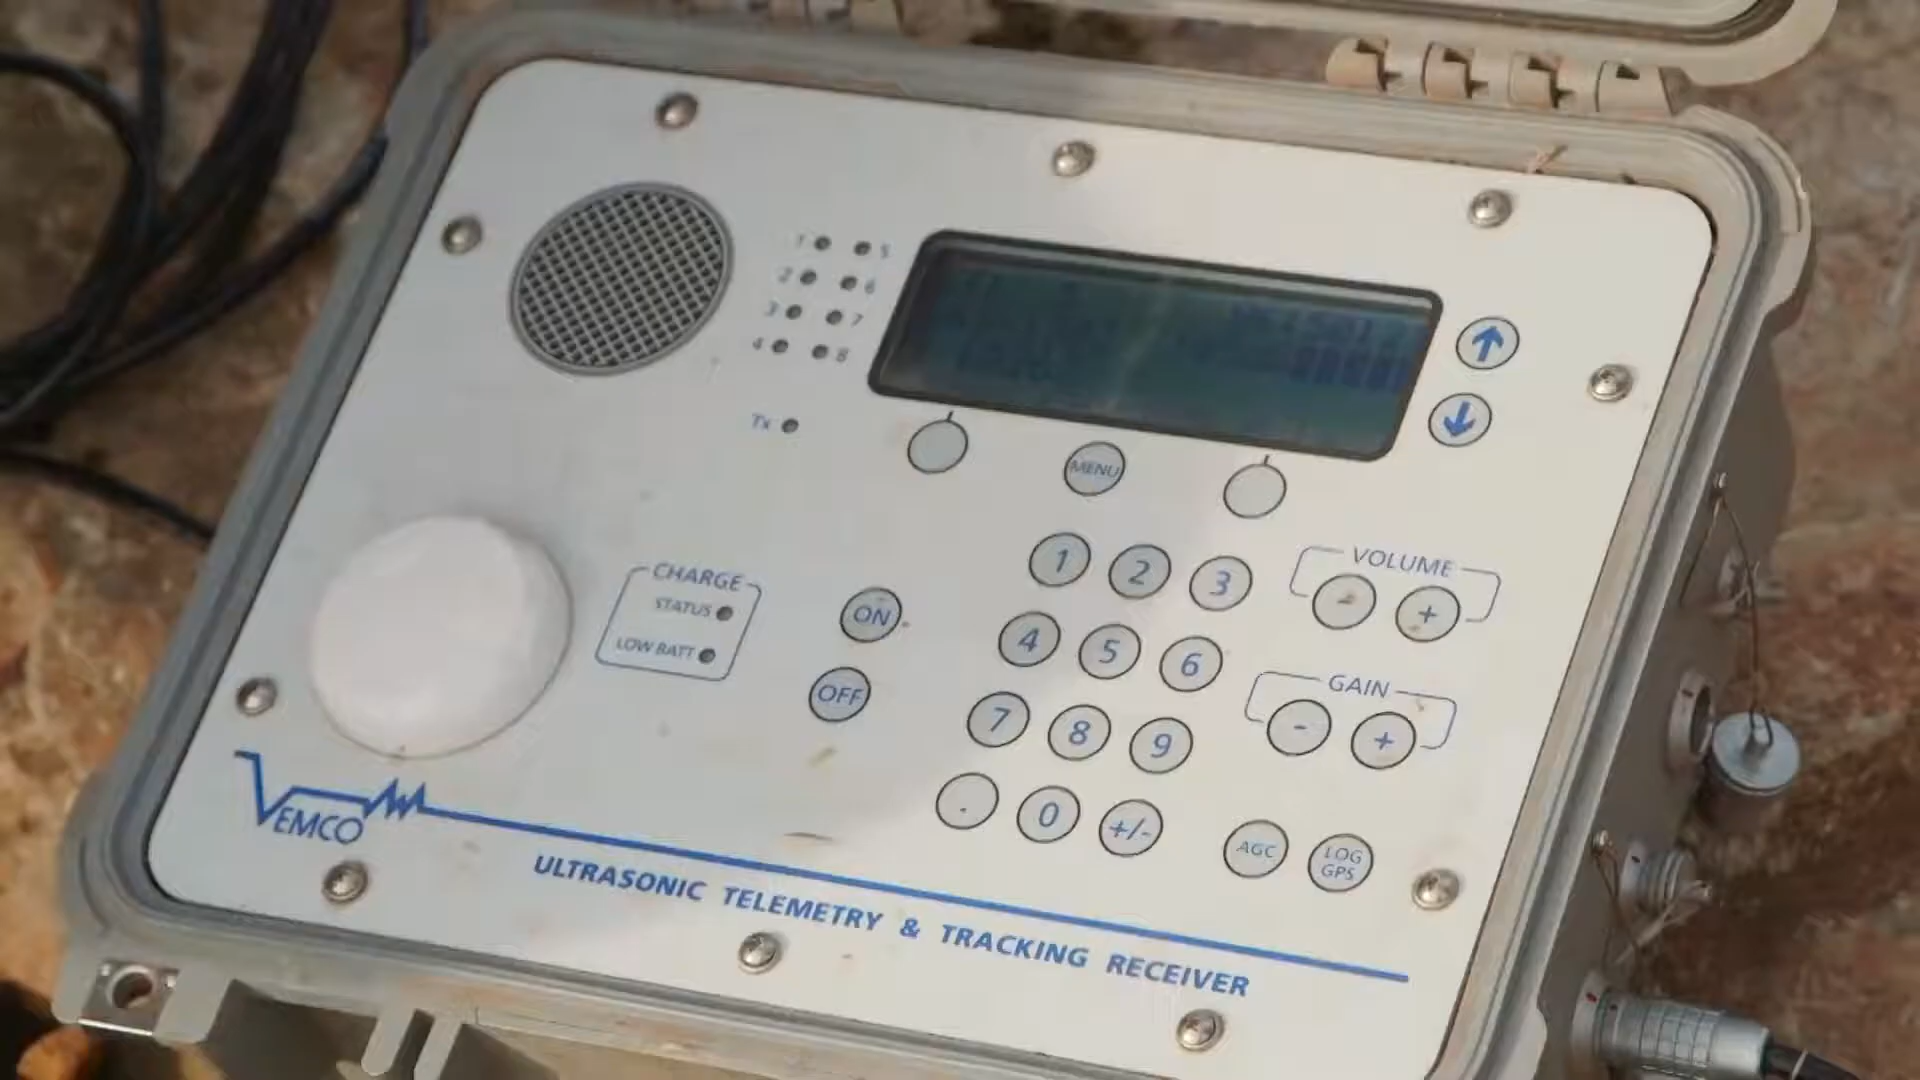 1 5
2 6
3 7
4 8
Tx
MENU
CHARGE
STATUS
LOW BATT
ON
OFF
1 2 3
4 5 6
7 8 9
. 0 +/-
VOLUME
- +
GAIN
- +
AGC
LOG
GPS
VEMCO
ULTRASONIC TELEMETRY & TRACKING RECEIVER